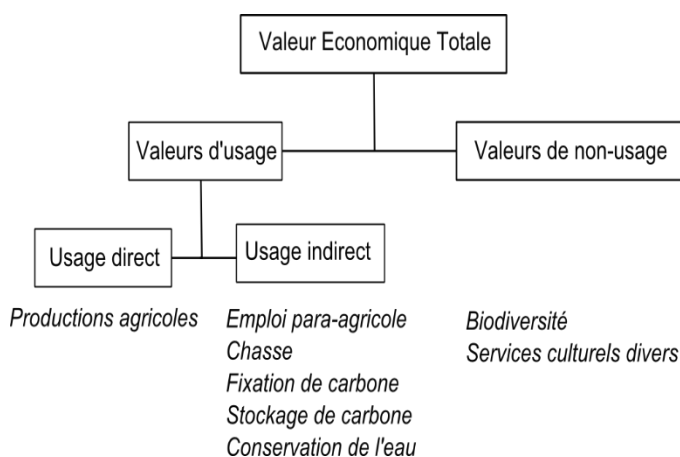 Valeur Economique Totale
Valeurs d'usage
Valeurs de non-usage
Usage direct
Usage indirect
Productions agricoles
Emploi para-agricole
Chasse
Fixation de carbone
Stockage de carbone
Conservation de l'eau
Biodiversité
Services culturels divers